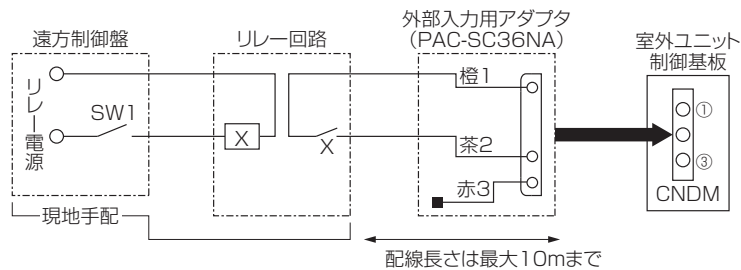 遠方制御盤
リレー回路
外部入力用アダプタ
（PAC-SC36NA）
室外ユニット
制御基板
リレー電源
SW1
X
X
橙1
茶2
赤3
①
③
CNDM
現地手配
配線長さは最大10mまで